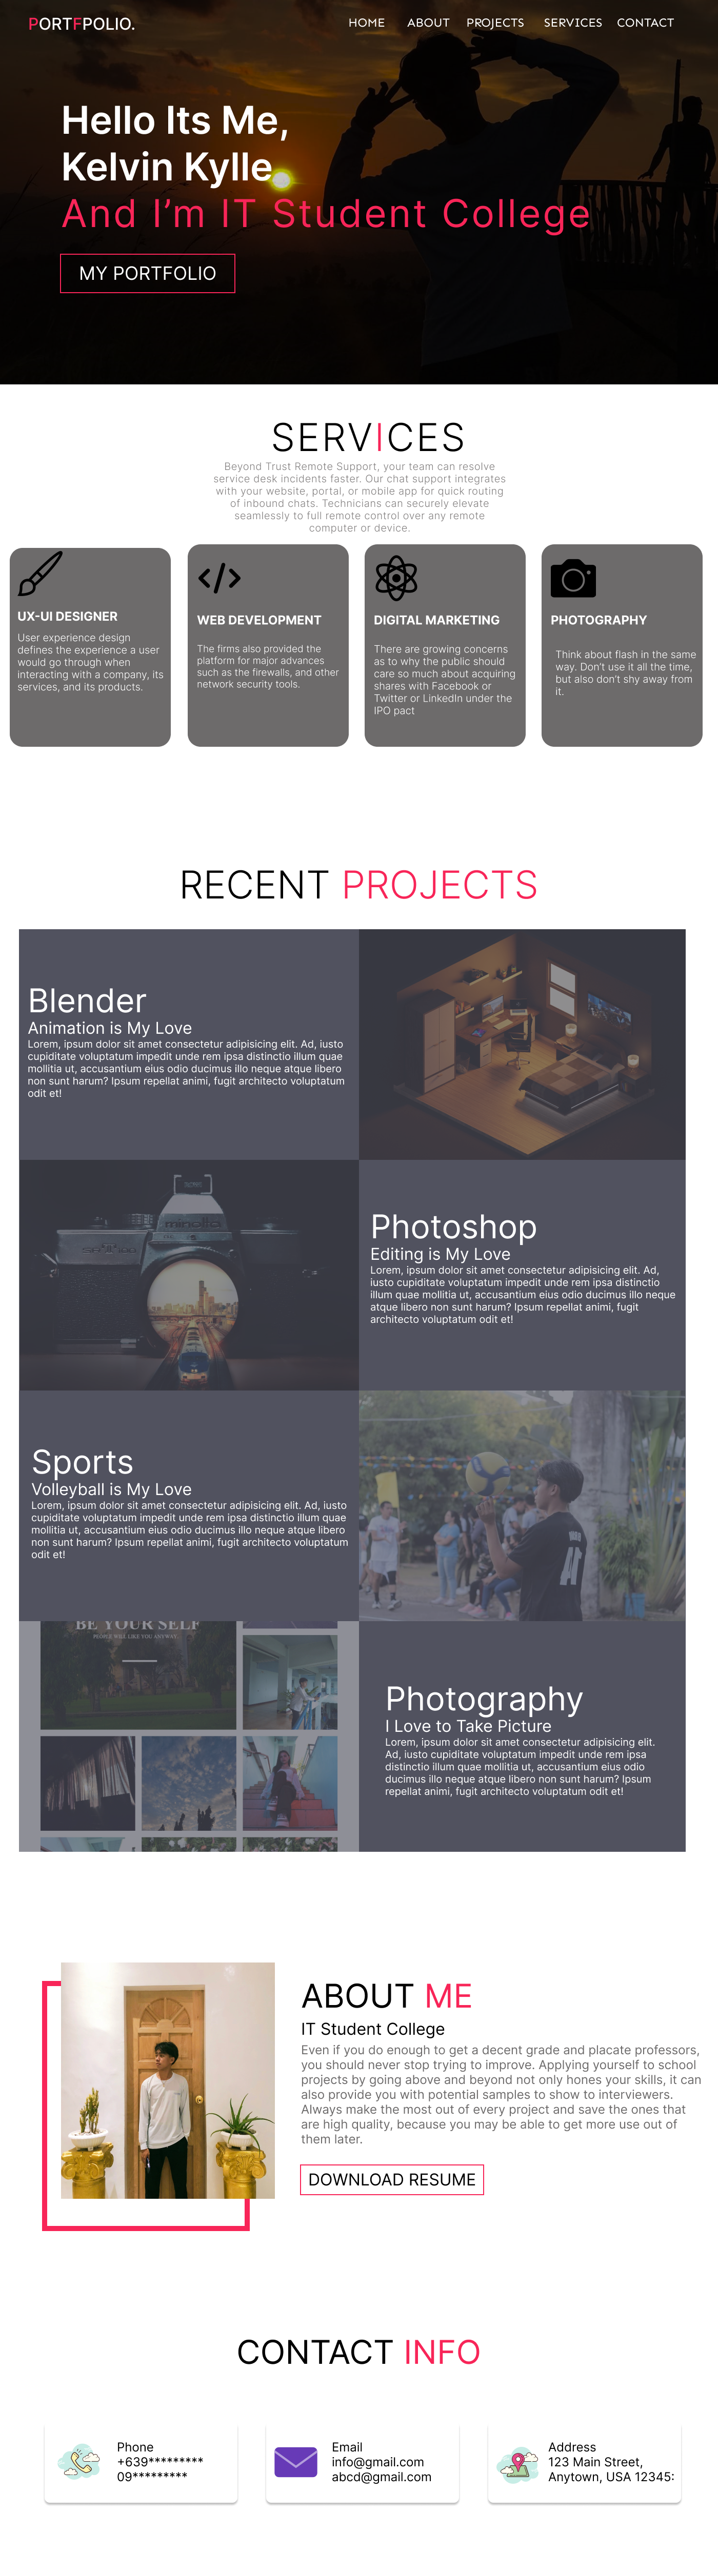 PORTFPOLIO.
HOME ABOUT PROJECTS SERVICES CONTACT
Hello Its Me,
Kelvin Kylle
And I'm IT Student College
MY PORTFOLIO
SERVICES
Beyond Trust Remote Support, your team can resolve
service desk incidents faster. Our chat support integrates
with your website, portal, or mobile app for quick routing
of inbound chats. Technicians can securely elevate
seamlessly to full remote control over any remote
computer or device.
UX-UI DESIGNER
User experience design
defines the experience a user
would go through when
interacting with a company, its
services, and its products.
WEB DEVELOPMENT
The firms also provided the
platform for major advances
such as the firewalls, and other
network security tools.
DIGITAL MARKETING
There are growing concerns
as to why the public should
care so much about acquiring
shares with Facebook or
Twitter or LinkedIn under the
IPO pact
PHOTOGRAPHY
Think about flash in the same
way. Don't use it all the time,
but also don't shy away from
it.
RECENT PROJECTS
Blender
Animation is My Love
Lorem, ipsum dolor sit amet consectetur adipisicing elit. Ad, iusto
cupiditate voluptatum impedit unde rem ipsa distinctio illum quae
mollitia ut, accusantium eius odio ducimus illo neque atque libero
non sunt harum? Ipsum repellat animi, fugit architecto voluptatum
odit et!
minolta
SRT100
Photoshop
Editing is My Love
Lorem, ipsum dolor sit amet consectetur adipisicing elit. Ad,
iusto cupiditate voluptatum impedit unde rem ipsa distinctio
illum quae mollitia ut, accusantium eius odio ducimus illo neque
atque libero non sunt harum? Ipsum repellat animi, fugit
architecto voluptatum odit et!
Sports
Volleyball is My Love
Lorem, ipsum dolor sit amet consectetur adipisicing elit. Ad, iusto
cupiditate voluptatum impedit unde rem ipsa distinctio illum quae
mollitia ut, accusantium eius odio ducimus illo neque atque libero
non sunt harum? Ipsum repellat animi, fugit architecto voluptatum
odit et!
BE YOUR SELF
PEOPLE WILL LIKE YOU ANYWAY
Photography
I Love to Take Picture
Lorem, ipsum dolor sit amet consectetur adipisicing elit.
Ad, iusto cupiditate voluptatum impedit unde rem ipsa
distinctio illum quae mollitia ut, accusantium eius odio
ducimus illo neque atque libero non sunt harum? Ipsum
repellat animi, fugit architecto voluptatum odit et!
ABOUT ME
IT Student College
Even if you do enough to get a decent grade and placate professors,
you should never stop trying to improve. Applying yourself to school
projects by going above and beyond not only hones your skills, it can
also provide you with potential samples to show to interviewers.
Always make the most out of every project and save the ones that
are high quality, because you may be able to get more use out of
them later.
DOWNLOAD RESUME
CONTACT INFO
Phone
+639*********
09*********
Email
info@gmail.com
abcd@gmail.com
Address
123 Main Street,
Anytown, USA 12345: